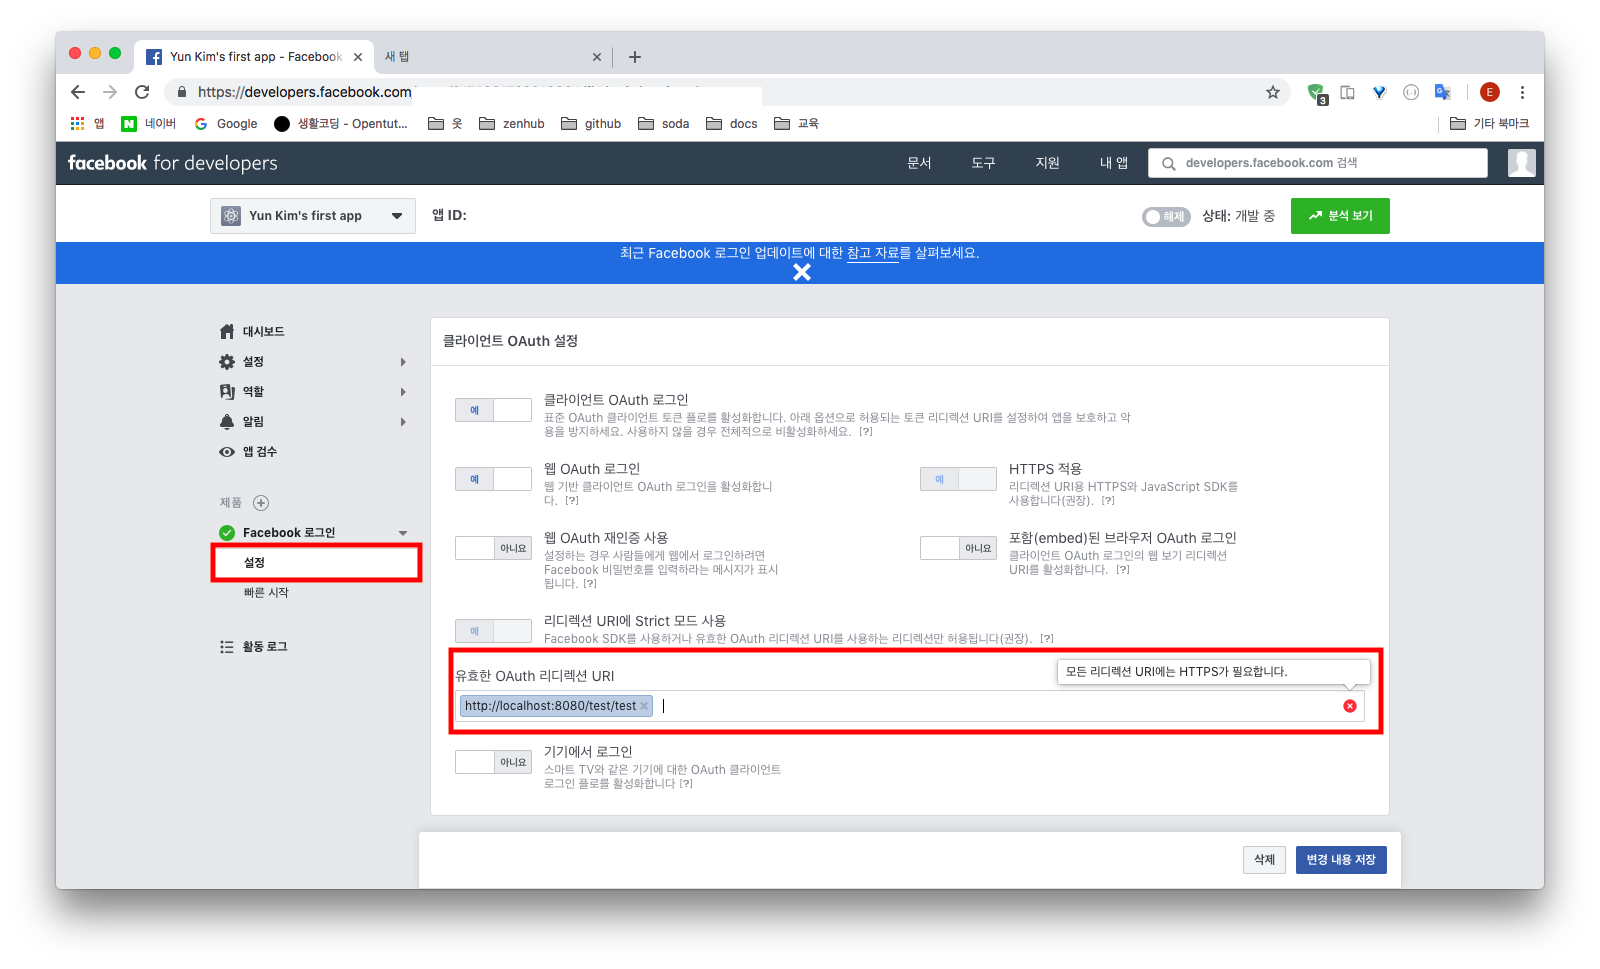 Yun Kim's first app - Facebook
새 탭
https://developers.facebook.com
3
E
앱
네이버
Google
생활코딩 - Opentut...
옷
zenhub
github
soda
docs
교육
기타 북마크
facebook for developers
문서
도구
지원
내 앱
developers.facebook.com 검색
Yun Kim's first app
앱 ID:
해제
상태: 개발 중
분석 보기
최근 Facebook 로그인 업데이트에 대한 참고 자료를 살펴보세요.
대시보드
설정
역할
알림
앱 검수
제품
Facebook 로그인
설정
빠른 시작
활동 로그
클라이언트 OAuth 설정
예
클라이언트 OAuth 로그인
표준 OAuth 클라이언트 토큰 플로를 활성화합니다. 아래 옵션으로 허용되는 토큰 리디렉션 URI를 설정하여 앱을 보호하고 악
용을 방지하세요. 사용하지 않을 경우 전체적으로 비활성화하세요. [?]
예
웹 OAuth 로그인
웹 기반 클라이언트 OAuth 로그인을 활성화합니
다. [?]
예
HTTPS 적용
리디렉션 URI용 HTTPS와 JavaScript SDK를
사용합니다(권장). [?]
아니요
웹 OAuth 재인증 사용
설정하는 경우 사람들에게 웹에서 로그인하려면
Facebook 비밀번호를 입력하라는 메시지가 표시
됩니다. [?]
아니요
포함(embed)된 브라우저 OAuth 로그인
클라이언트 OAuth 로그인의 웹 보기 리디렉션
URI를 활성화합니다. [?]
예
리디렉션 URI에 Strict 모드 사용
Facebook SDK를 사용하거나 유효한 OAuth 리디렉션 URI를 사용하는 리디렉션만 허용됩니다(권장). [?]
유효한 OAuth 리디렉션 URI
모든 리디렉션 URI에는 HTTPS가 필요합니다.
http://localhost:8080/test/test
아니요
기기에서 로그인
스마트 TV와 같은 기기에 대한 OAuth 클라이언트
로그인 플로를 활성화합니다 [?]
삭제
변경 내용 저장